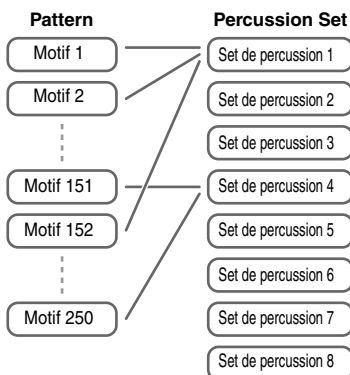 Pattern
Percussion Set
Motif 1
Set de percussion 1
Motif 2
Set de percussion 2
Set de percussion 3
Motif 151
Set de percussion 4
Motif 152
Set de percussion 5
Set de percussion 6
Motif 250
Set de percussion 7
Set de percussion 8